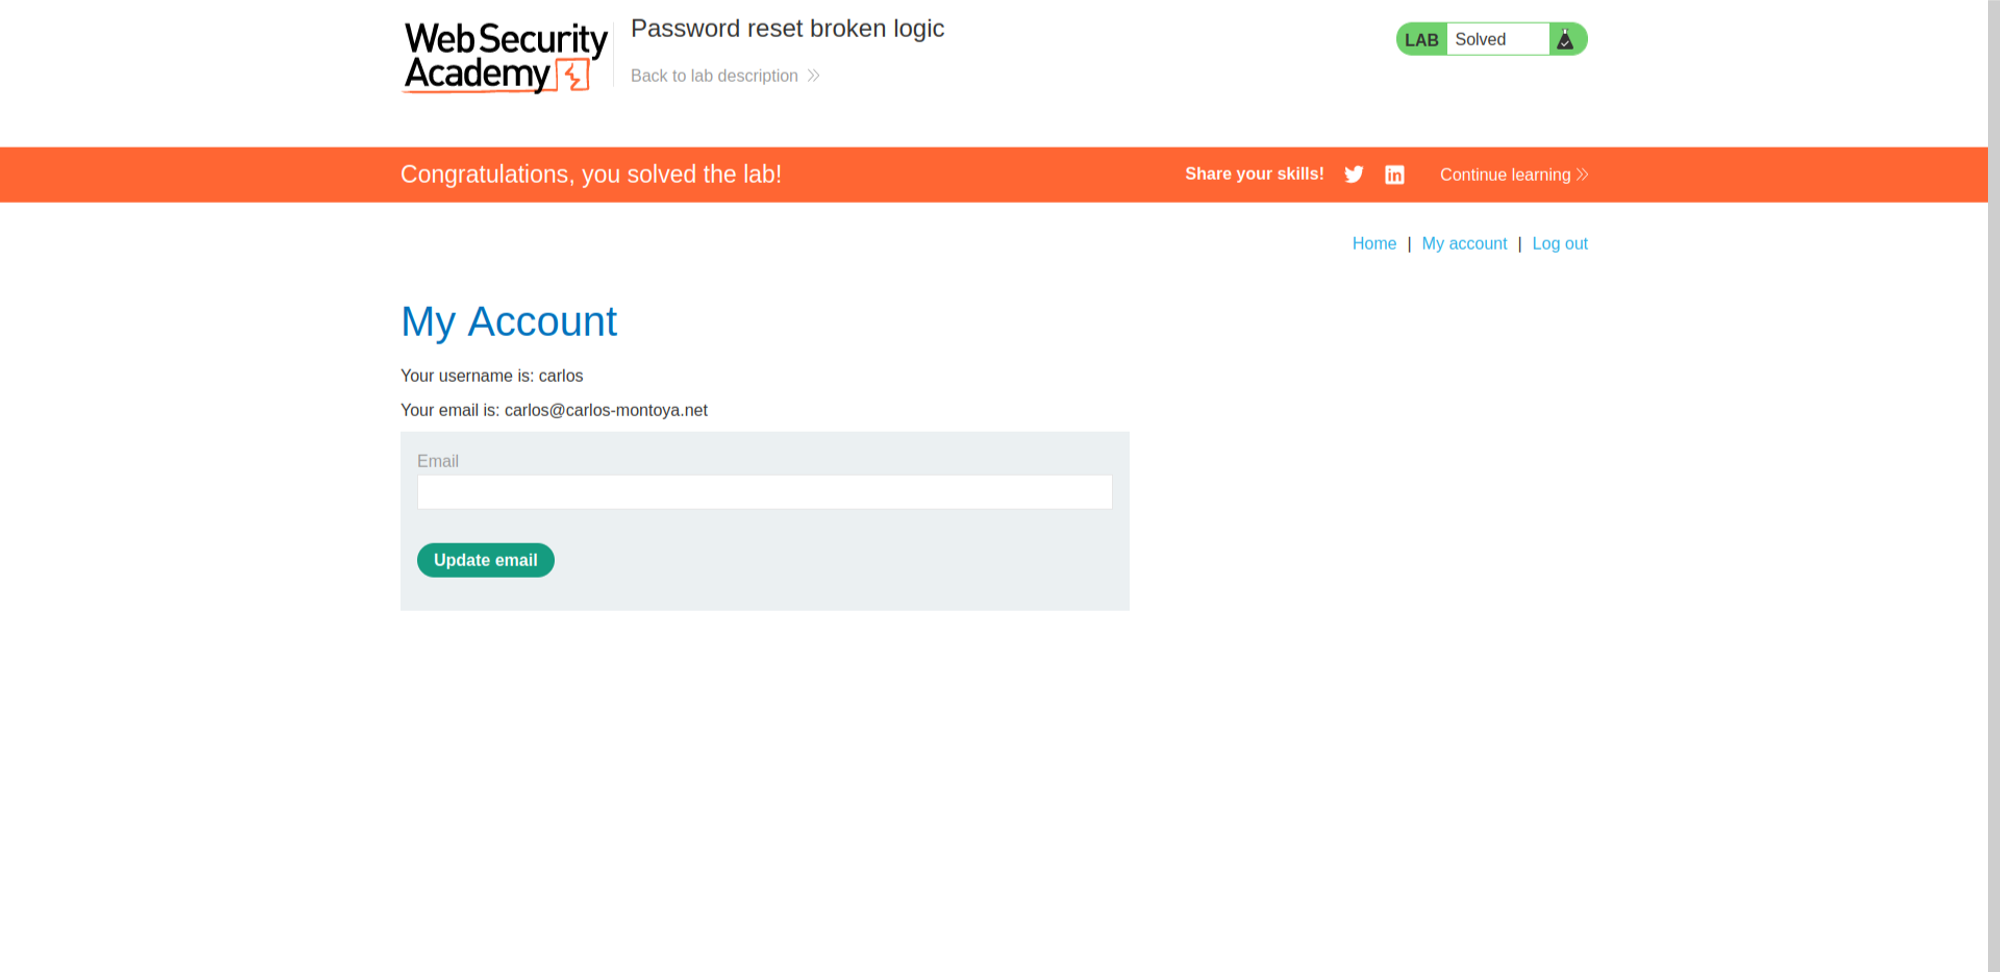 Web Security
Academy
Password reset broken logic
Back to lab description
LAB Solved
Congratulations, you solved the lab!
Share your skills!
Continue learning
Home | My account | Log out
My Account
Your username is: carlos
Your email is: carlos@carlos-montoya.net
Email
Update email